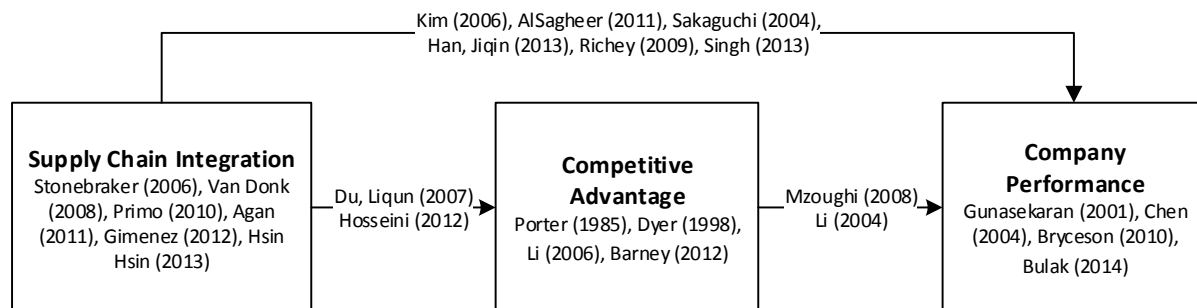 Kim (2006), AlSagheer (2011), Sakaguchi (2004),
Han, Jiqin (2013), Richey (2009), Singh (2013)
Supply Chain Integration
Stonebraker (2006), Van Donk
(2008), Primo (2010), Agan
(2011), Gimenez (2012), Hsin
Hsin (2013)
Du, Liqun (2007)
Hosseini (2012)
Competitive
Advantage
Porter (1985), Dyer (1998),
Li (2006), Barney (2012)
Mzoughi (2008)
Li (2004)
Company
Performance
Gunasekaran (2001), Chen
(2004), Bryceson (2010),
Bulak (2014)